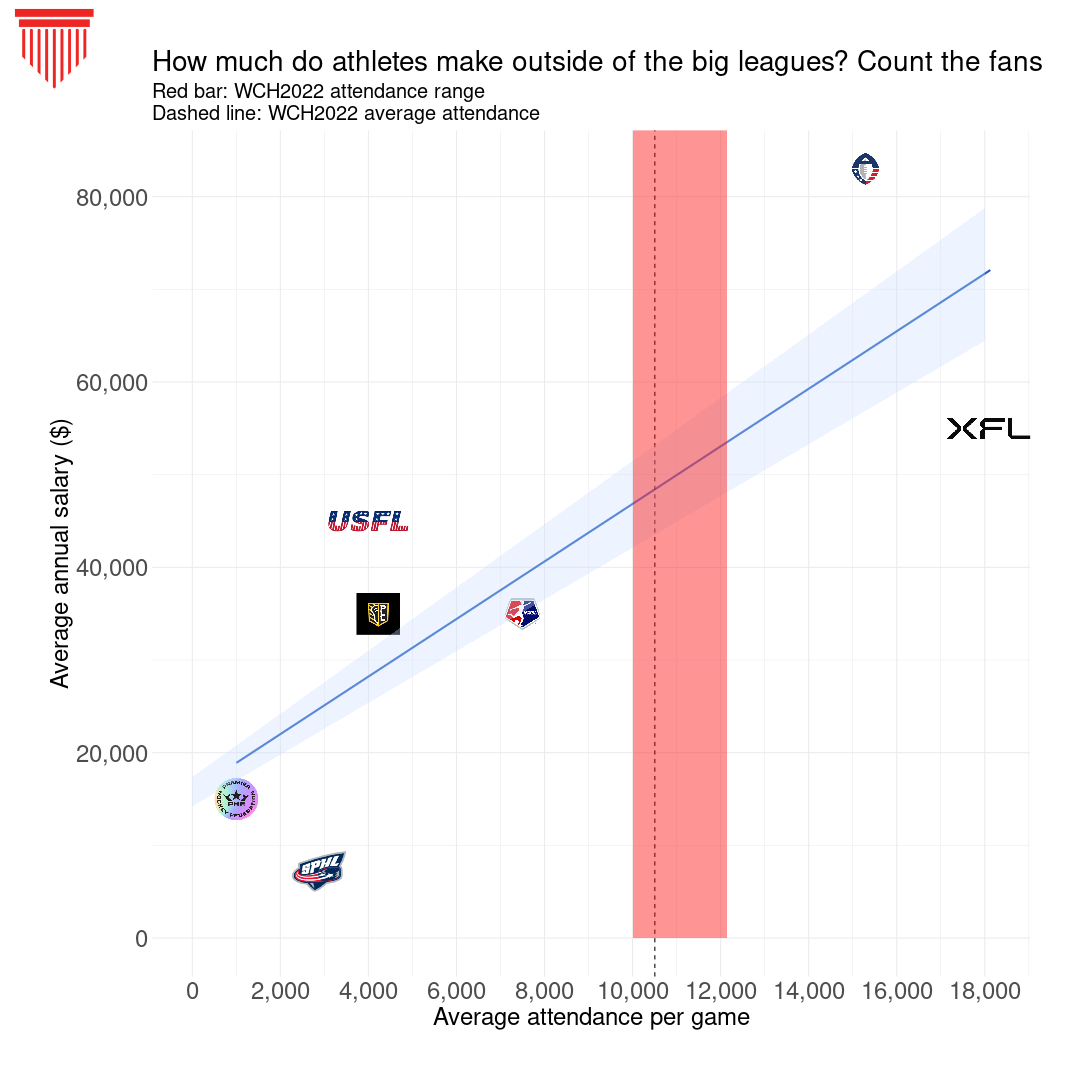 How much do athletes make outside of the big leagues? Count the fans
Red bar: WCH2022 attendance range
Dashed line: WCH2022 average attendance
80,000
60,000
40,000
20,000
0
Average annual salary ($)
XFL
USFL
PHF
SPHL
0 2,000 4,000 6,000 8,000 10,000 12,000 14,000 16,000 18,000
Average attendance per game